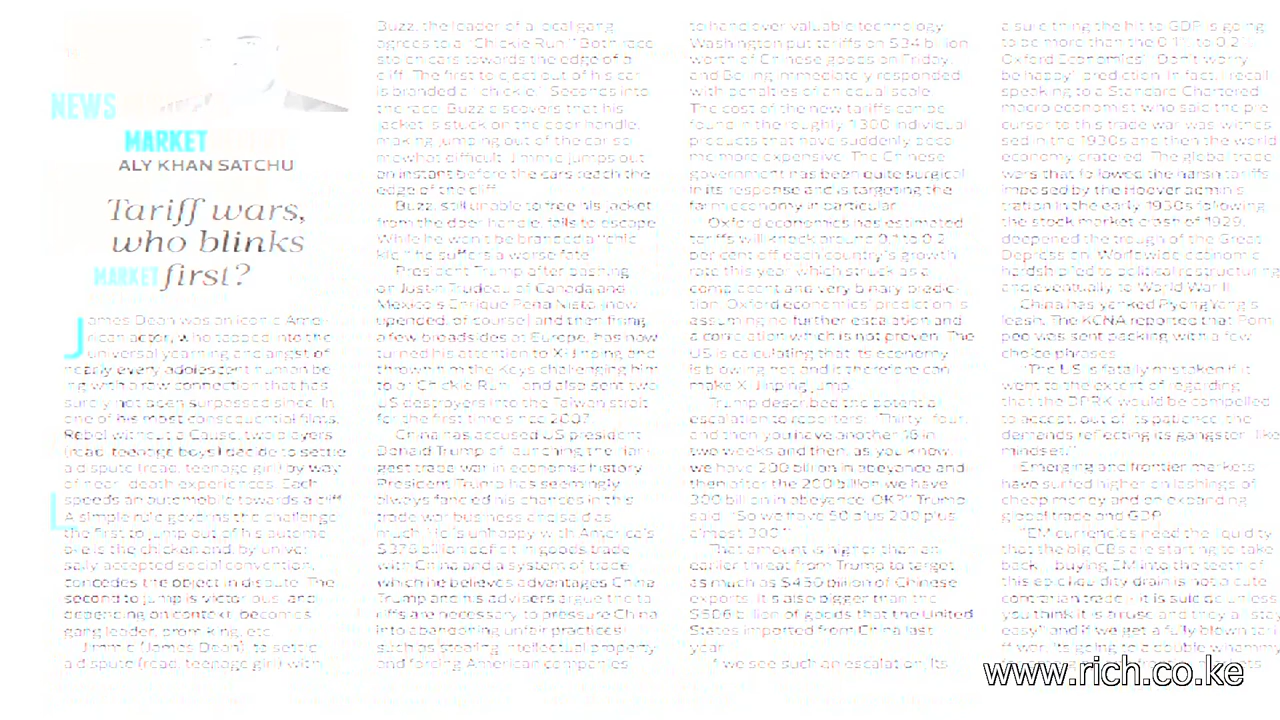 NEWS
MARKET
ALY KHAN SATCHU
Tariff wars,
who blinks
MARKET first?
James Dean was an iconic Ame-
rican actor, who tapped into the
universal yearning and angst of
nearly every adolescent human be
ing with a raw connection that has
surely not been surpassed since. In
one of his most consequential films,
Rebel without a Cause, two players
(read, teenage boys) decide to settle
a dispute (read, teenage girl) by way
of near-death experiences. Each
speeds an automobile towards a cliff.
A simple rule governs the challenge:
the first to jump out of his automo
bile is the chicken and, by univer
sally accepted social convention,
concedes the object in dispute. The
second to jump is victorious, and
depending on context, becomes
gang leader, prom king, etc.
Jimmie (James Dean), to settle
a dispute (read, teenage girl) with
Buzz, the leader of a local gang
agrees to a "Chickie Run." Both race
stolen cars towards the edge of a
cliff. The first to eject out of his car
is branded a "chickie." Seconds into
the race, Buzz discovers that his
jacket is stuck on the door handle,
making jumping out of the car so
mewhat difficult. Jimmie jumps out
an instant before the cars reach the
edge of the cliff.
Buzz, still unable to free his jacket
from the door handle, fails to escape.
While he won't be branded a "chic
kie," he suffers a worse fate.
President Trump after bashing
on Justin Trudeau of Canada and
Mexico's Enrique Pena Nieto (now
upended, of course) and then firing
a few broadsides at Europe, has now
turned his attention to Xi Jinping and
thrown him the Keys challenging him
to a "Chickie Run" and also sent two
US destroyers into the Taiwan strait
for the first time since 2007.
China has accused US president
Donald Trump of launching the "lar-
gest trade war in economic history"
President Trump has seemingly
always fancied his chances in this
trade war business and said as
much. He is unhappy with America's
$375 billion deficit in goods trade
with China and a system of trade
which he believes advantages China.
Trump and his advisers argue the ta
riffs are necessary to pressure China
into abandoning unfair practices
such as stealing intellectual property
and forcing American companies
to hand over valuable technology.
Washington put tariffs on $34 billion
worth of Chinese goods on Friday,
and Beijing immediately responded
with penalties of an equal scale.
The cost of the new tariffs can be
found in the roughly 1300 individual
products that have suddenly beco
me more expensive. The Chinese
government has been quite surgical
in its response and is targeting the
farm economy in particular.
Oxford economics has estimated
tariffs will knock around 0.1 to 0.2
per cent off each country's growth
rate this year which struck as a
complacent and very binary predic-
tion. Oxford economics' prediction is
assuming no further escalation and
a correlation which is not proven. The
US is calculating that its economy
is blowing hot and it therefore can
make Xi Jinping jump.
Trump described the potential
escalation to reporters: "Thirty-four,
and then you have another 16 in
two weeks and then, as you know,
we have 200 billion in abeyance and
then after the 200 billion we have
300 billion in abeyance. OK?" Trump
said. "So we have 50 plus 200 plus
almost 300."
That amount is higher than an
earlier threat from Trump to target
as much as $450 billion of Chinese
exports. It's also bigger than the
$506 billion of goods that the United
States imported from China last
year.
If we see such an escalation, its
a sure thing the hit to GDP is going
to be more than the 0.1% to 0.2%
Oxford Economics' "Don't worry
be happy" prediction. In fact, I recall
speaking to a Standard Chartered
macro economist who said the pre
cursor to this trade war was witnes
sed in the 1930s and then the world
economy cratered. The global trade
wars that followed the harsh tariffs
imposed by the Hoover adminis
tration in the early 1930s following
the stock market crash of 1929,
deepened the trough of the Great
Depression. Worldwide economic
hardship led to political restructuring
and eventually to World War II.
China has yanked PyongYang's
leash. The KCNA reported that Pom
peo was sent packing with a few
choice phrases.
"The US is fatally mistaken if it
went to the extent of regarding
that the DPRK would be compelled
to accept, out of its patience, the
demands reflecting its gangster-like
mindset."
Emerging and frontier markets
have surfed higher on lashings of
cheap money and an expanding
global trade and GDP.
"EM currencies need the liquidity
that the big CBs are starting to take
back - buying EM into the teeth of
this epic liquidity drain is not a cute
contrarian trade - it is suicide unless
you think it is a ruse and they all stay
easy" and if we get a fully blown tari
ff war, its going to a double whammy
www.rich.co.ke